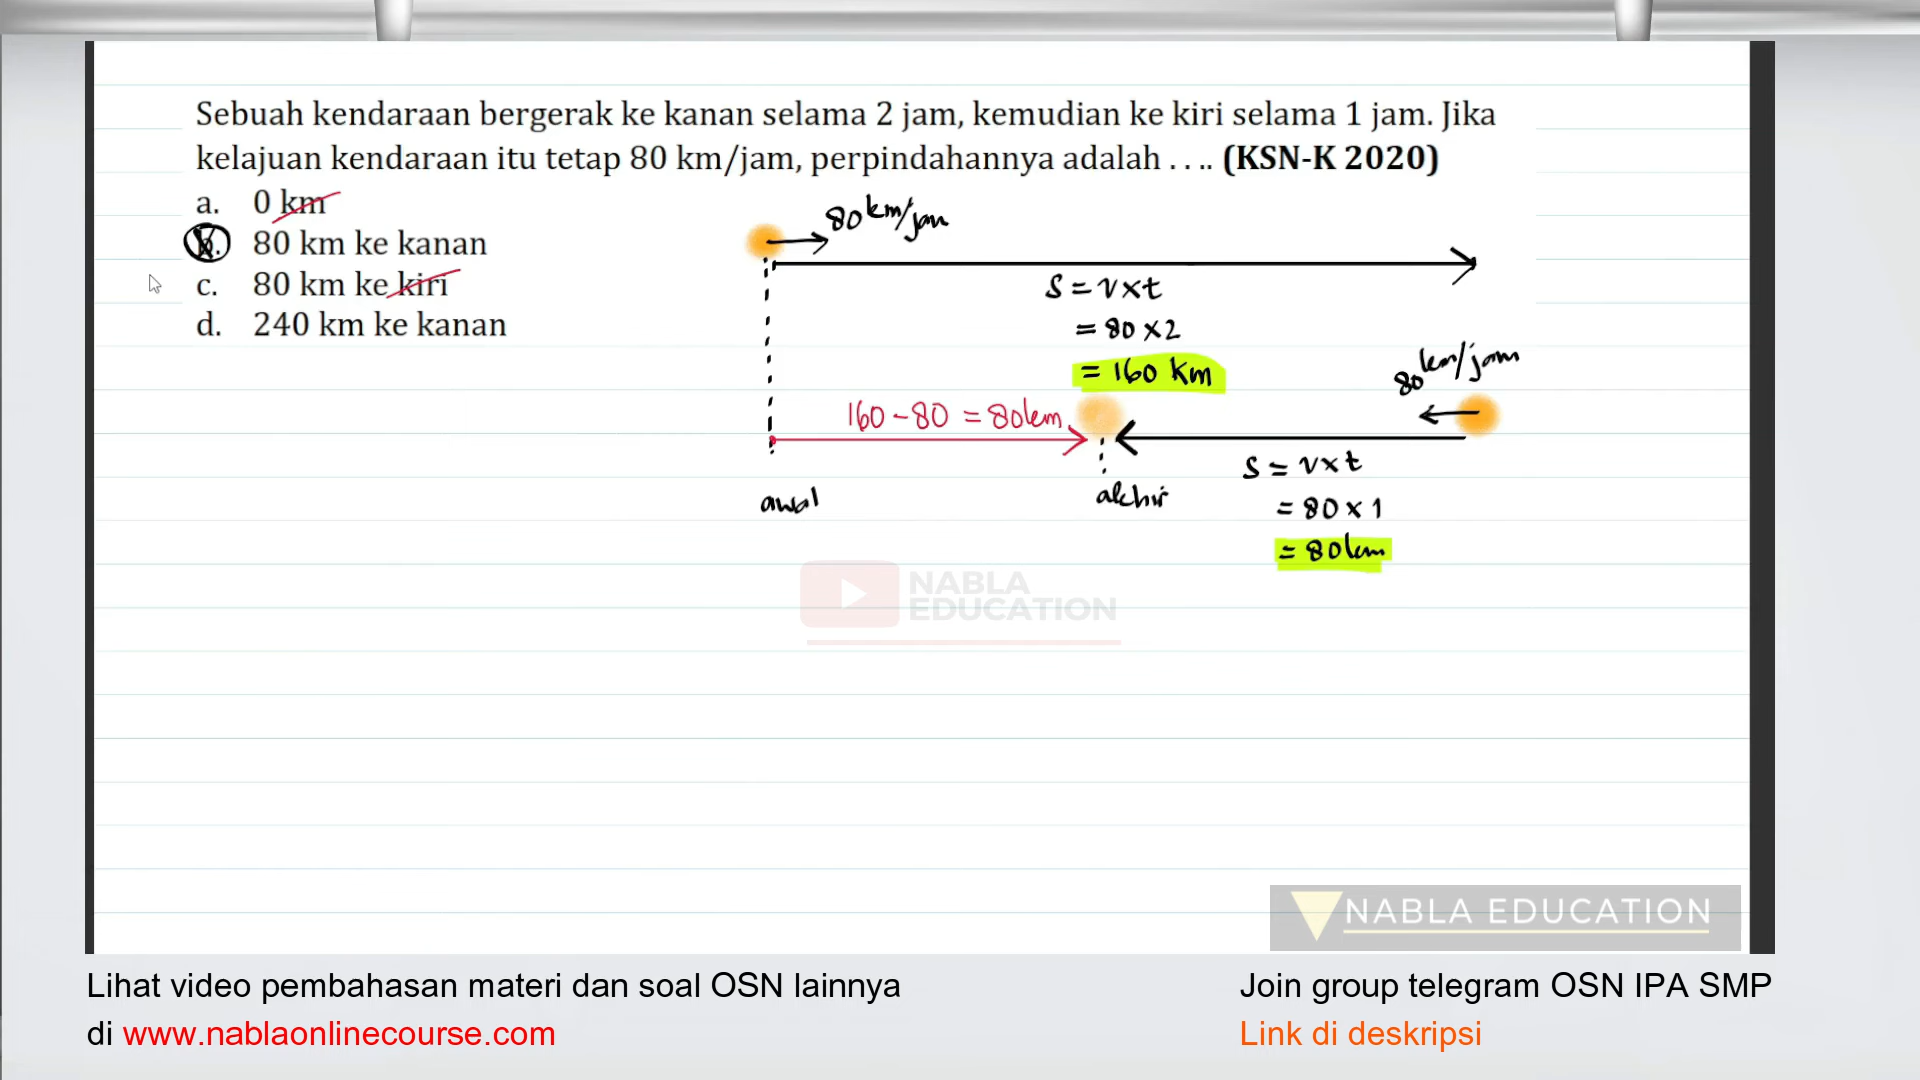 Sebuah kendaraan bergerak ke kanan selama 2 jam, kemudian ke kiri selama 1 jam. Jika
kelajuan kendaraan itu tetap 80 km/jam, perpindahannya adalah . . .. (KSN-K 2020)
a. 0 km
b. 80 km ke kanan
c. 80 km ke kiri
d. 240 km ke kanan
80 km/jam
S = v x t
= 80 x 2
= 160 km
80 km/jam
160 - 80 = 80 km
S = v x t
= 80 x 1
= 80 km
awal
akhir
NABLA
EDUCATION
NABLA EDUCATION
Lihat video pembahasan materi dan soal OSN lainnya
di www.nablaonlinecourse.com
Join group telegram OSN IPA SMP
Link di deskripsi